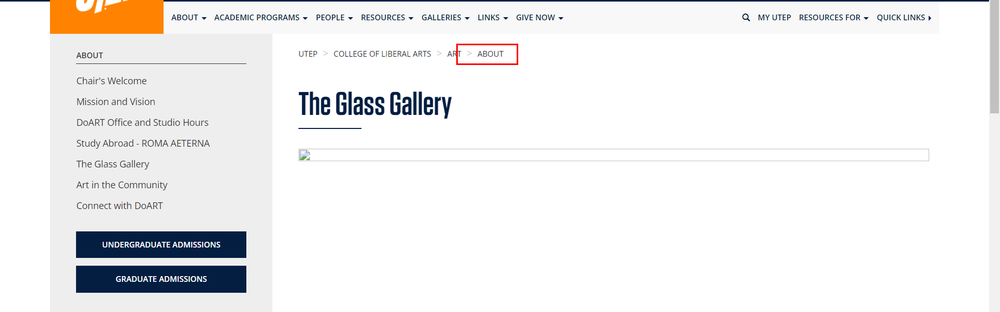 ABOUT ACADEMIC PROGRAMS PEOPLE RESOURCES GALLERIES LINKS GIVE NOW MY UTEP RESOURCES FOR QUICK LINKS
ABOUT
Chair's Welcome
Mission and Vision
DoART Office and Studio Hours
Study Abroad - ROMA AETERNA
The Glass Gallery
Art in the Community
Connect with DoART
UNDERGRADUATE ADMISSIONS
GRADUATE ADMISSIONS
UTEP > COLLEGE OF LIBERAL ARTS > ART > ABOUT
The Glass Gallery